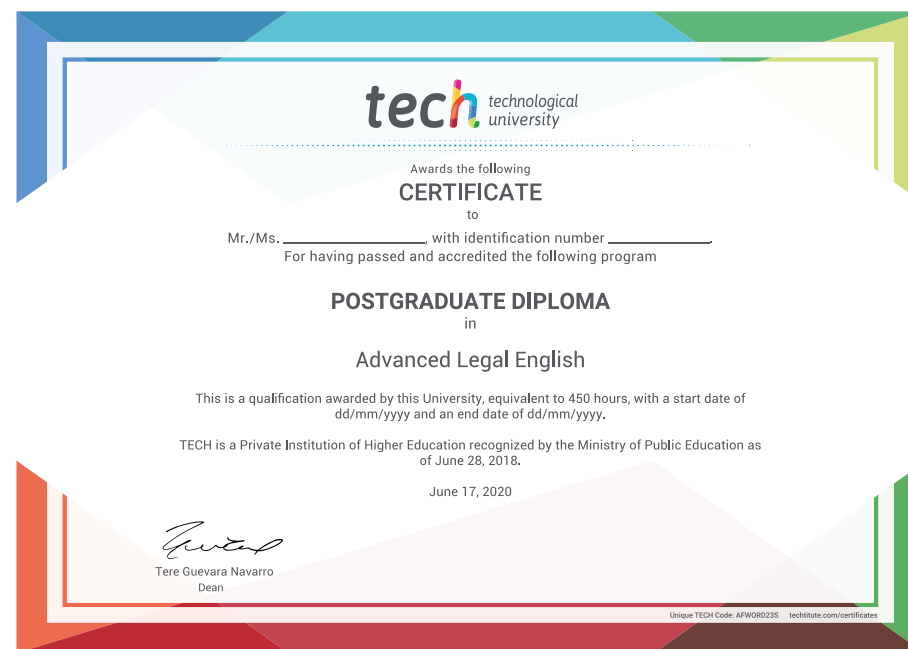 tech technological
university
Awards the following
CERTIFICATE
to
Mr./Ms. ____________________, with identification number ______________.
For having passed and accredited the following program
POSTGRADUATE DIPLOMA
in
Advanced Legal English
This is a qualification awarded by this University, equivalent to 450 hours, with a start date of
dd/mm/yyyy and an end date of dd/mm/yyyy.
TECH is a Private Institution of Higher Education recognized by the Ministry of Public Education as
of June 28, 2018.
June 17, 2020
Tere Guevara Navarro
Dean
Unique TECH Code: AFWORD23S techtitute.com/certificates